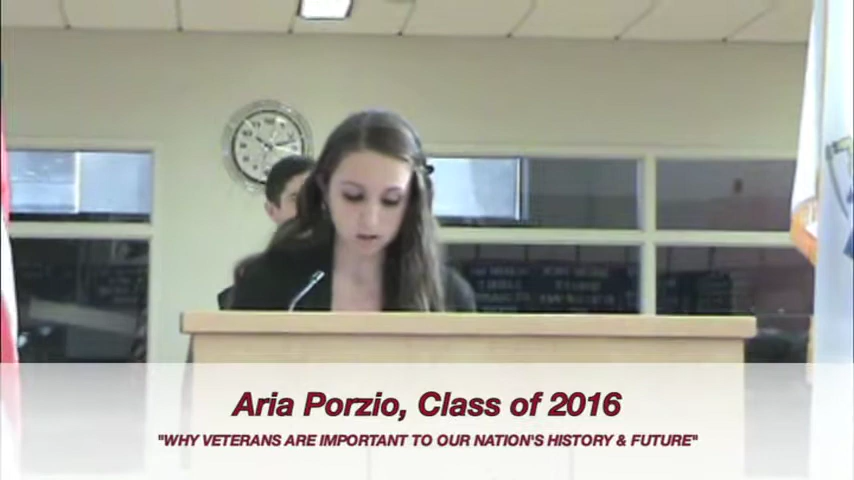 Aria Porzio, Class of 2016
"WHY VETERANS ARE IMPORTANT TO OUR NATION'S HISTORY & FUTURE"